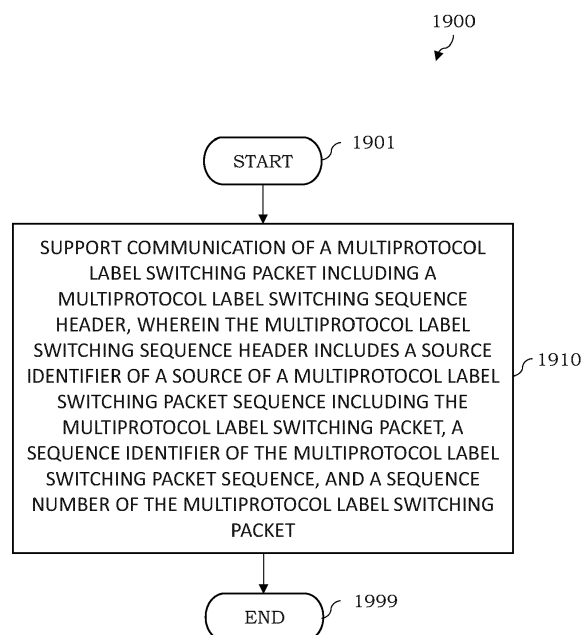 1900
1901
START
SUPPORT COMMUNICATION OF A MULTIPROTOCOL
LABEL SWITCHING PACKET INCLUDING A
MULTIPROTOCOL LABEL SWITCHING SEQUENCE
HEADER, WHEREIN THE MULTIPROTOCOL LABEL
SWITCHING SEQUENCE HEADER INCLUDES A SOURCE
IDENTIFIER OF A SOURCE OF A MULTIPROTOCOL LABEL
SWITCHING PACKET SEQUENCE INCLUDING THE
MULTIPROTOCOL LABEL SWITCHING PACKET, A
SEQUENCE IDENTIFIER OF THE MULTIPROTOCOL LABEL
SWITCHING PACKET SEQUENCE, AND A SEQUENCE
NUMBER OF THE MULTIPROTOCOL LABEL SWITCHING
PACKET
1910
1999
END